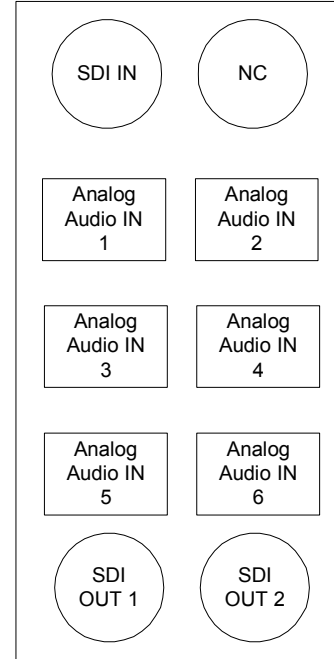 SDI IN
NC
Analog
Audio IN
1
Analog
Audio IN
2
Analog
Audio IN
3
Analog
Audio IN
4
Analog
Audio IN
5
Analog
Audio IN
6
SDI
OUT 1
SDI
OUT 2